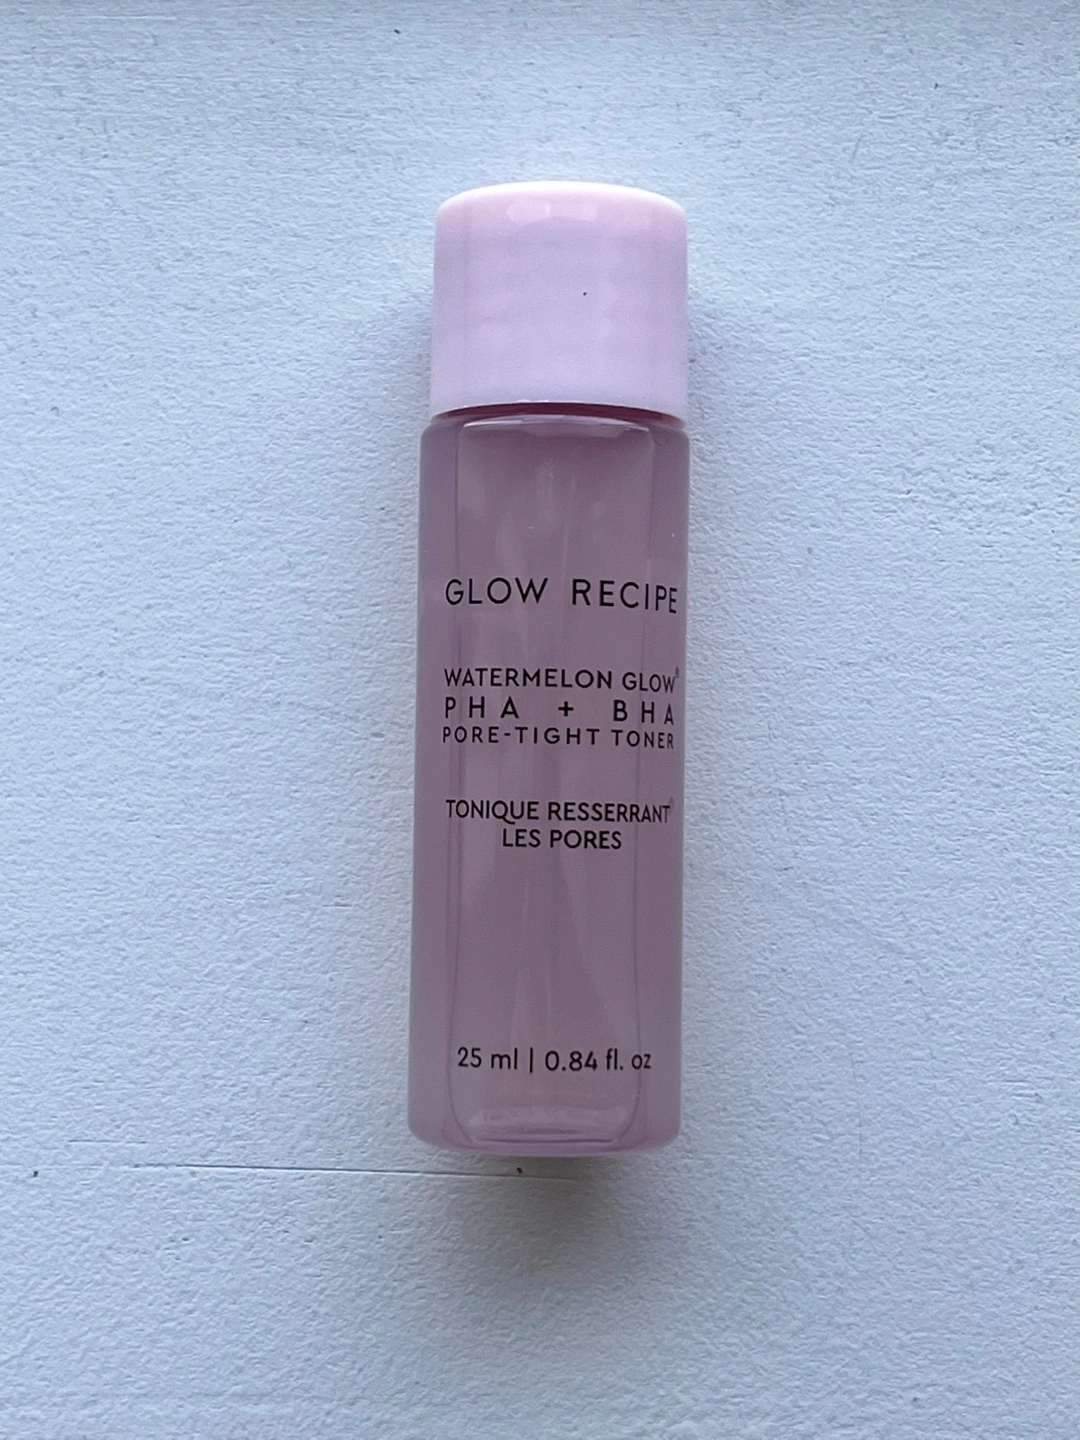 GLOW RECIPE
WATERMELON GLOW®
PHA + BHA
PORE-TIGHT TONER
TONIQUE RESSERRANT
LES PORES
25 ml | 0.84 fl. oz